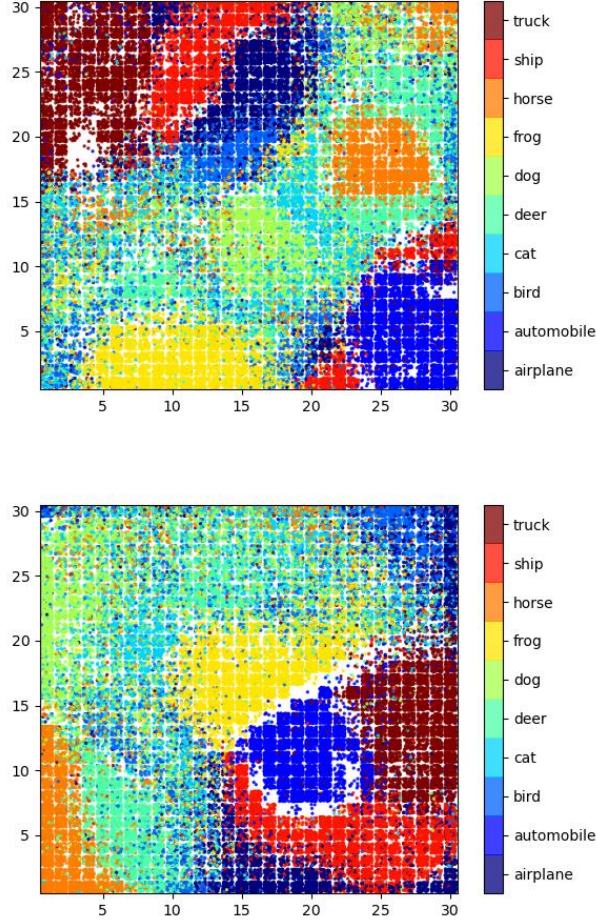 30
25
20
15
10
5
5
10
15
20
25
30
truck
ship
horse
frog
dog
deer
cat
bird
automobile
airplane
30
25
20
15
10
5
5
10
15
20
25
30
truck
ship
horse
frog
dog
deer
cat
bird
automobile
airplane